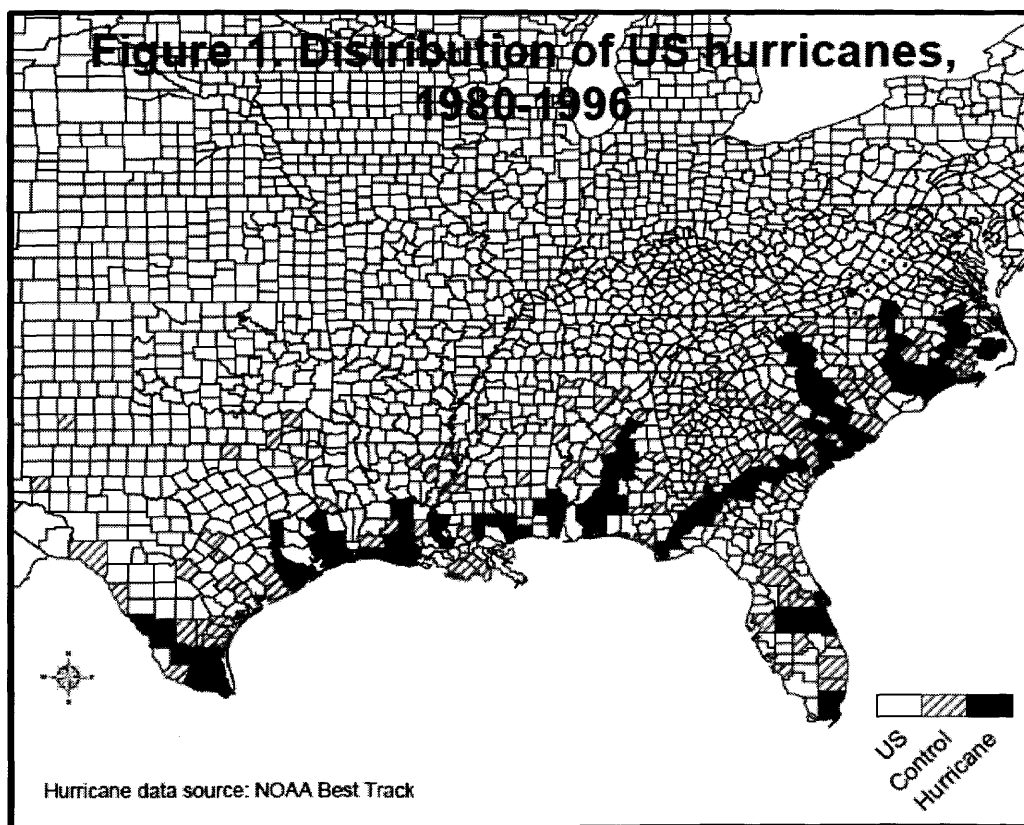 Figure 1. Distribution of US hurricanes,
1980-1996
US
Control
Hurricane
Hurricane data source: NOAA Best Track